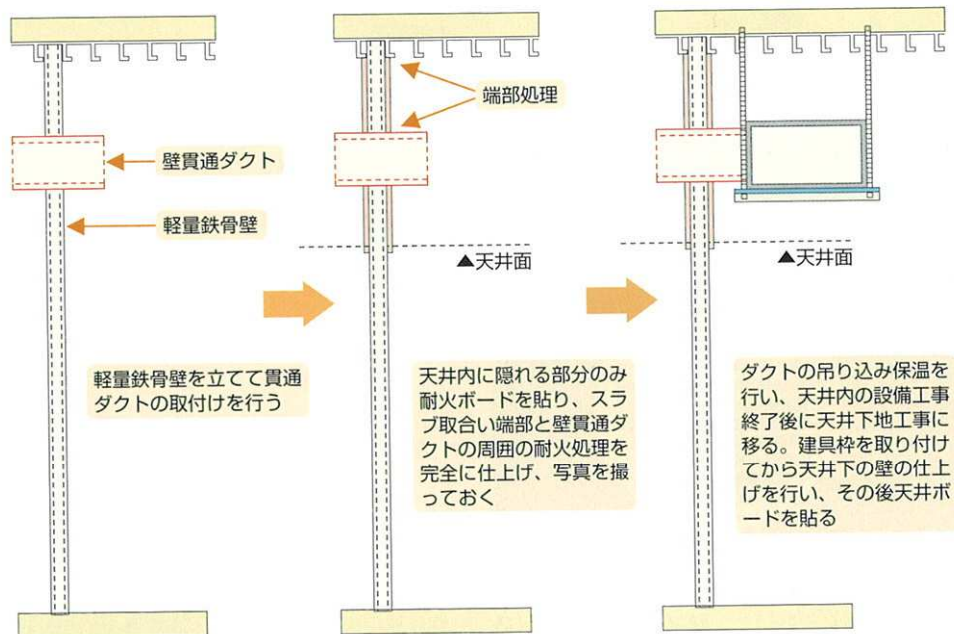 端部処理
壁貫通ダクト
軽量鉄骨壁
▲天井面
▲天井面
軽量鉄骨壁を立てて貫通
ダクトの取付けを行う
天井内に隠れる部分のみ
耐火ボードを貼り、スラ
ブ取合い端部と壁貫通ダ
クトの周囲の耐火処理を
完全に仕上げ、写真を撮
っておく
ダクトの吊り込み保温を
行い、天井内の設備工事
終了後に天井下地工事に
移る。建具枠を取り付け
てから天井下の壁の仕上
げを行い、その後天井ボ
ードを貼る